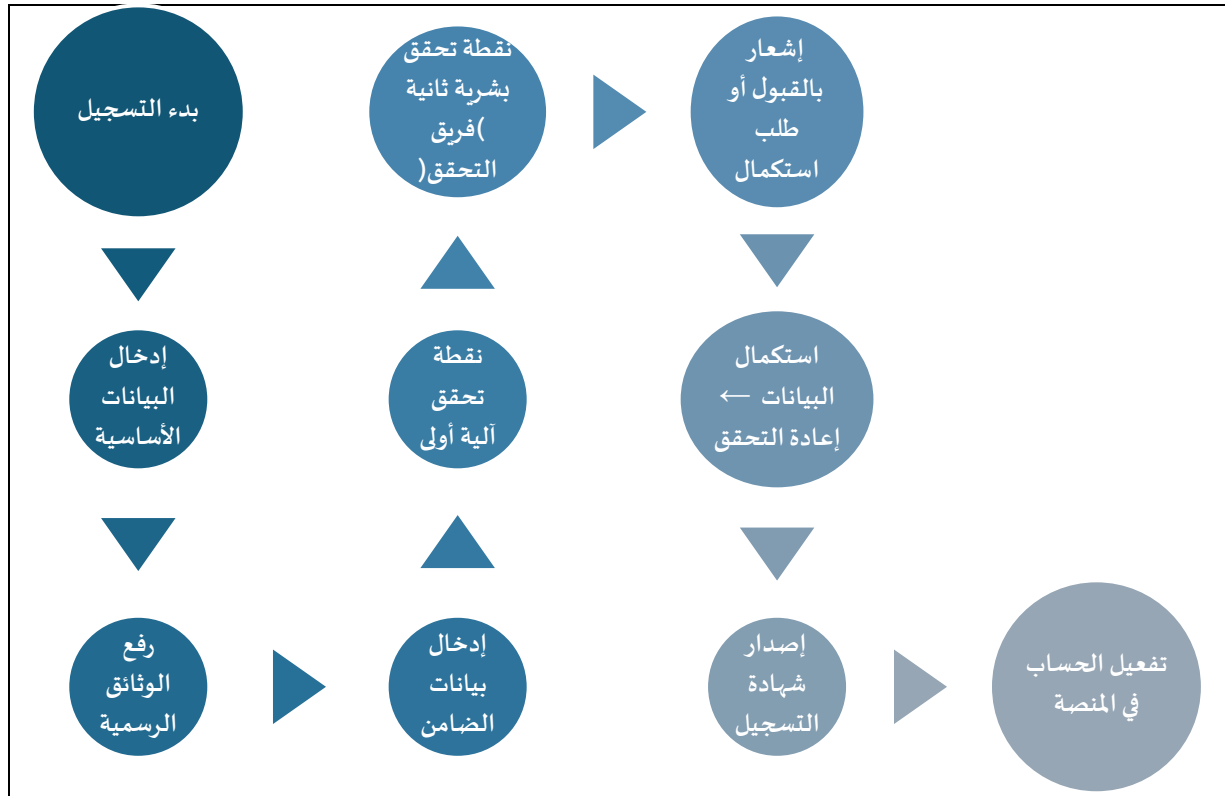 بدء التسجيل
إدخال
البيانات
الأساسية
رفع
الوثائق
الرسمية
إدخال
بيانات
الضامن
نقطة
تحقق
آلية أولى
نقطة تحقق
بشرية ثانية
)فريق
التحقق(
إشعار
بالقبول أو
طلب
استكمال
استكمال
البيانات ←
إعادة التحقق
إصدار
شهادة
التسجيل
تفعيل الحساب
في المنصة